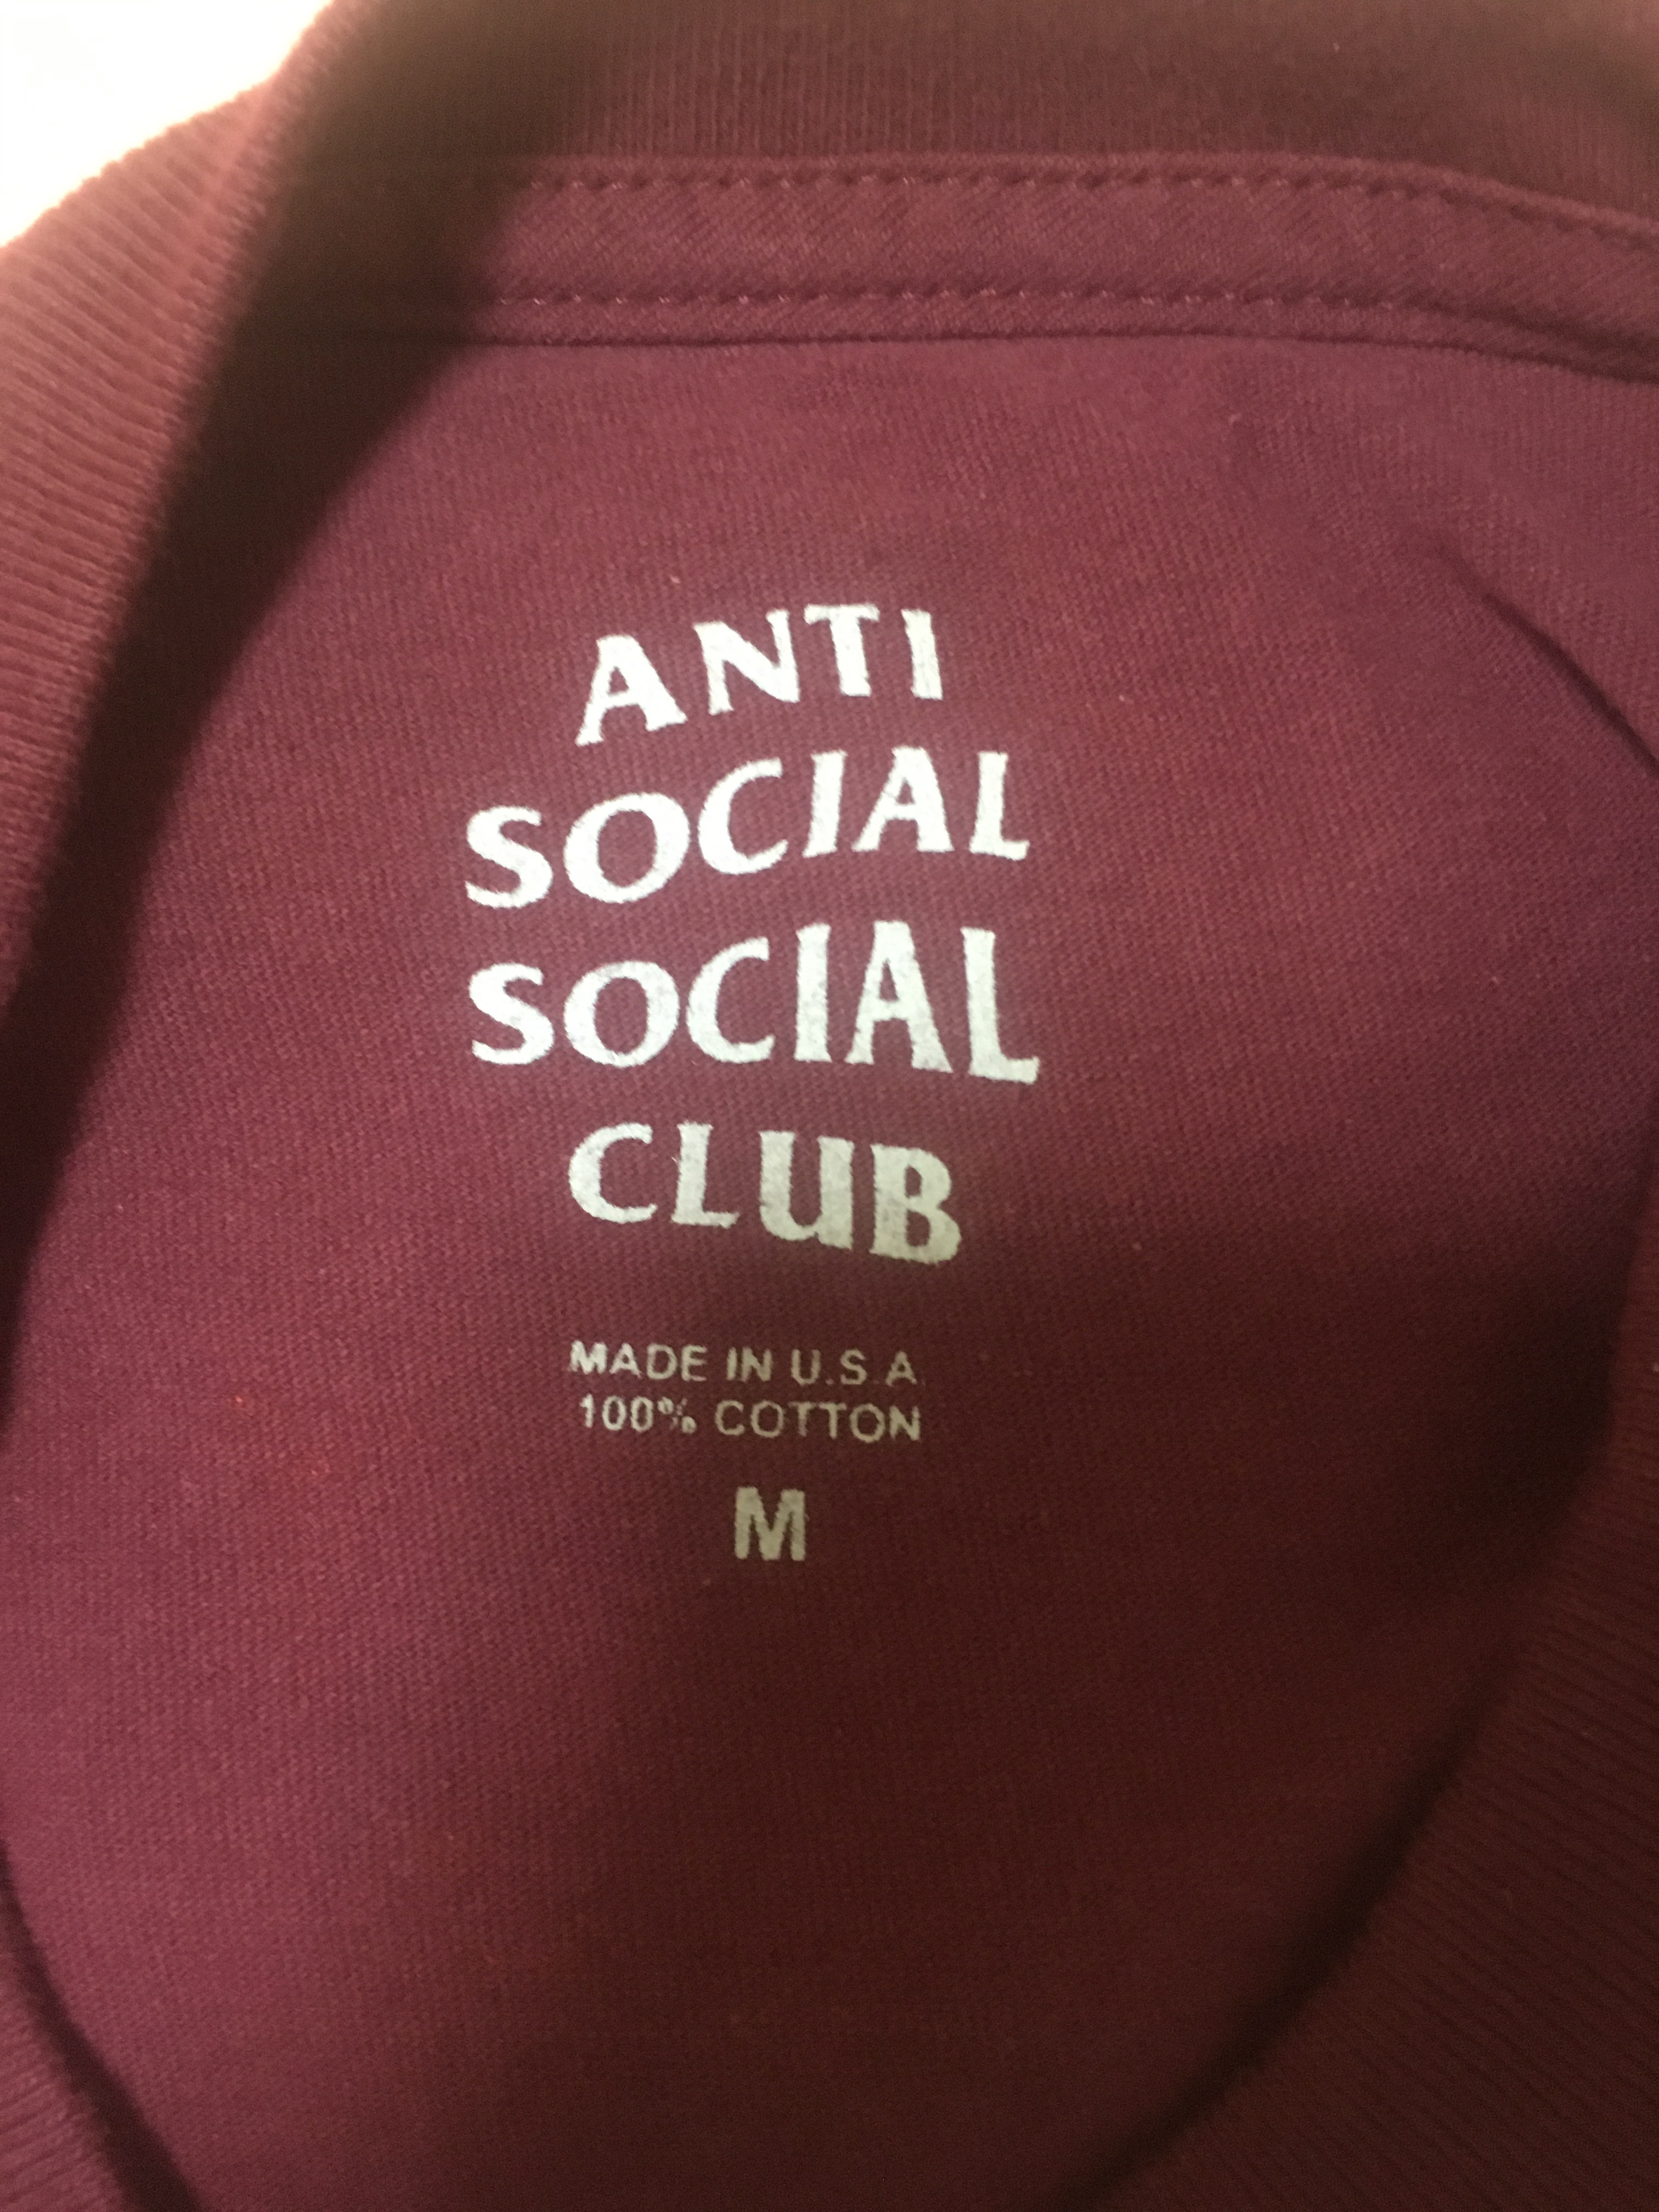 ANTI
SOCIAL
SOCIAL
CLUB
MADE IN U.S.A.
100% COTTON
M